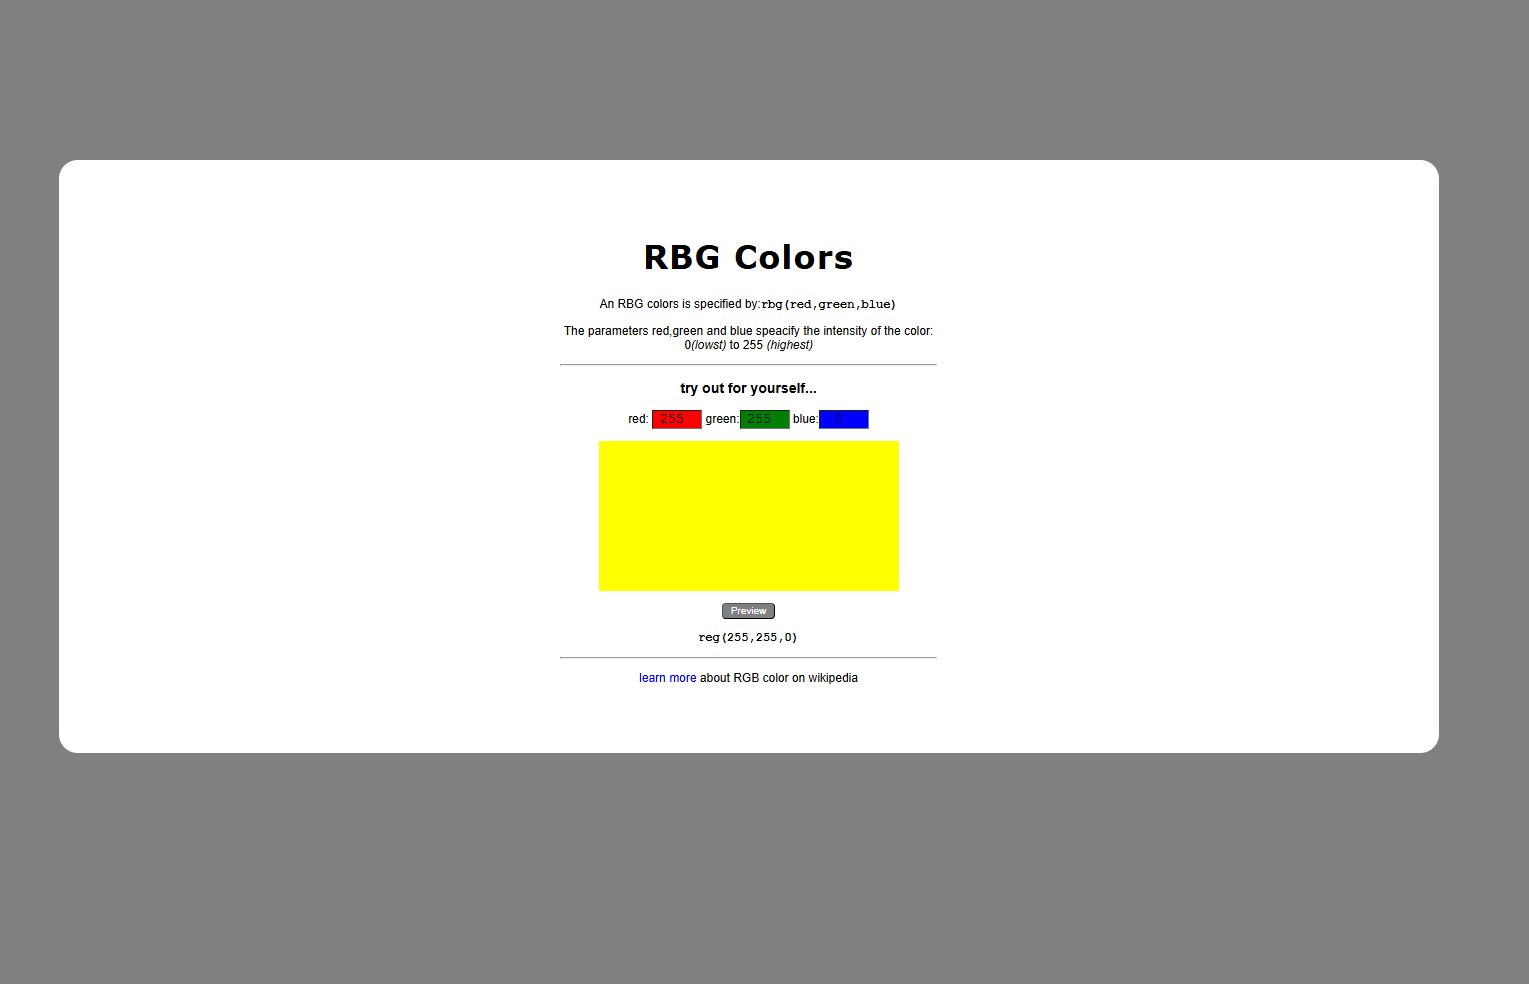 RBG Colors
An RBG colors is specified by:rbg(red,green,blue)
The parameters red,green and blue speacify the intensity of the color:
0(lowst) to 255 (highest)
try out for yourself...
red: 255 green: 255 blue: 0
Preview
reg(255,255,0)
learn more about RGB color on wikipedia